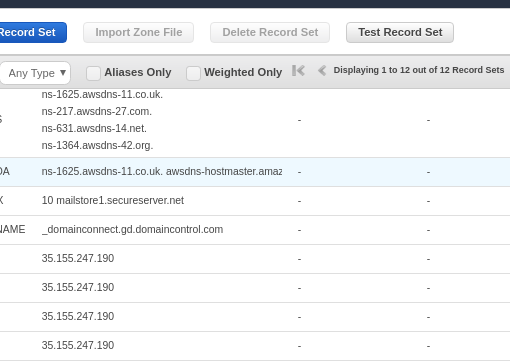 Record Set Import Zone File Delete Record Set Test Record Set
Any Type Aliases Only Weighted Only Displaying 1 to 12 out of 12 Record Sets
ns-1625.awsdns-11.co.uk.
ns-217.awsdns-27.com.
S - -
ns-631.awsdns-14.net.
ns-1364.awsdns-42.org.
OA ns-1625.awsdns-11.co.uk. awsdns-hostmaster.amaz - -
X 10 mailstore1.secureserver.net - -
NAME _domainconnect.gd.domaincontrol.com - -
35.155.247.190 - -
35.155.247.190 - -
35.155.247.190 - -
35.155.247.190 - -